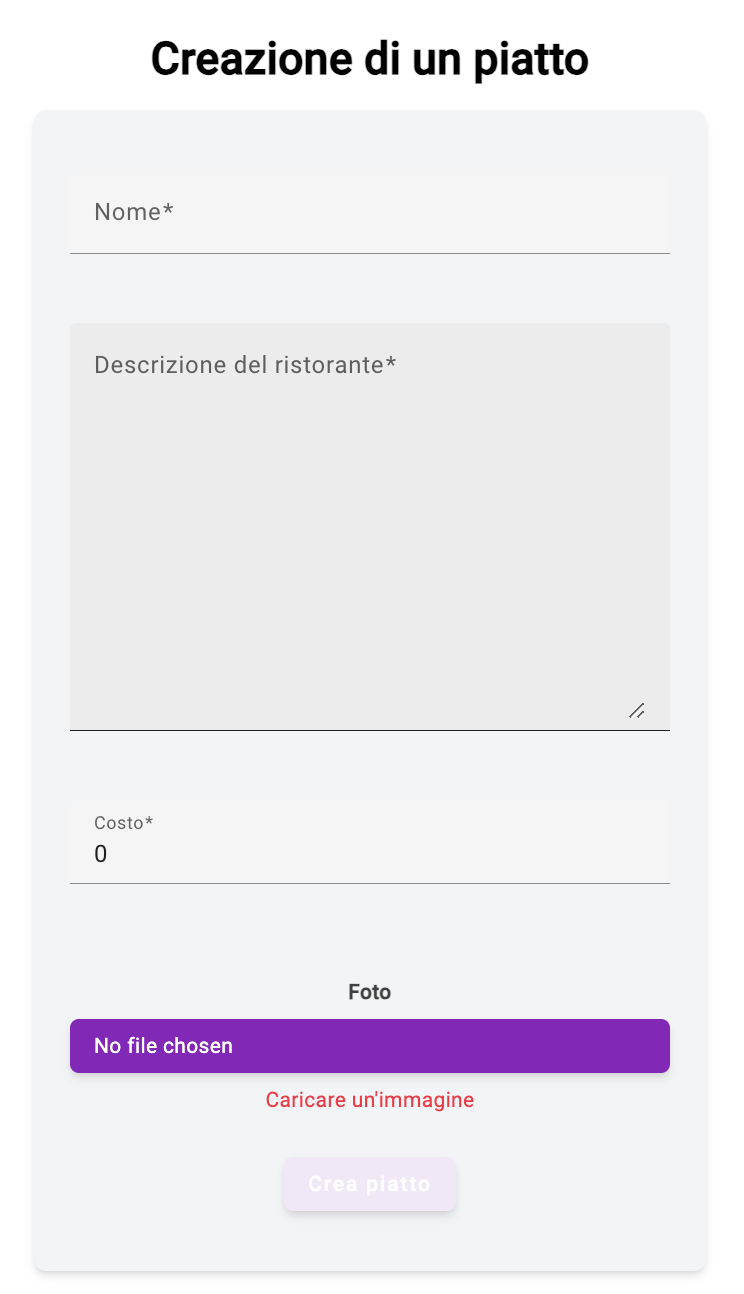 Creazione di un piatto
Nome*
Descrizione del ristorante*
Costo*
0
Foto
No file chosen
Caricare un'immagine
Crea piatto